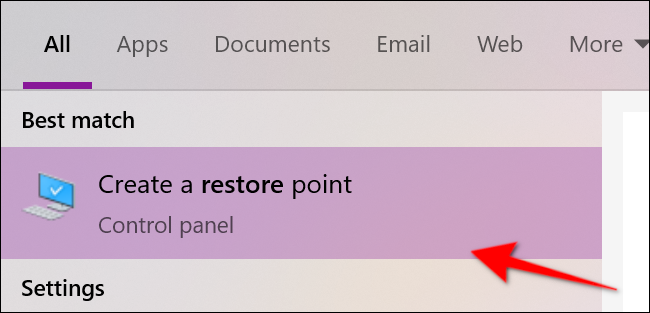 All Apps Documents Email Web More
Best match
Create a restore point
Control panel
Settings